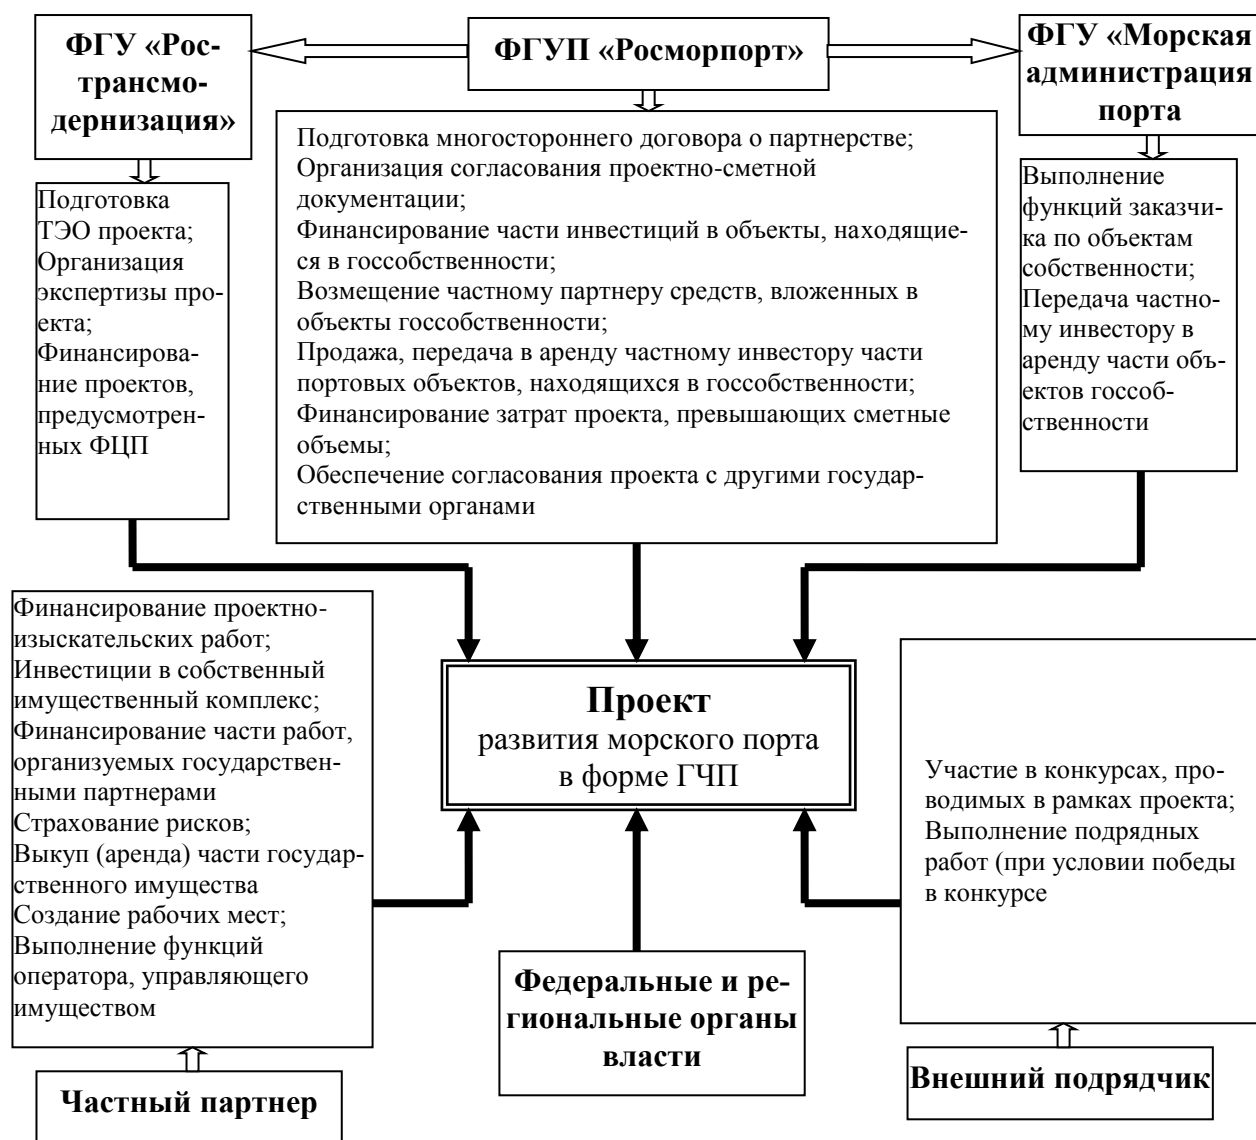 ФГУ «Рос-
трансмо-
дернизация»
ФГУП «Росморпорт»
ФГУ «Морская
администрация
порта
Подготовка
ТЭО проекта;
Организация
экспертизы про-
екта;
Финансирова-
ние проектов,
предусмотрен-
ных ФЦП
Подготовка многостороннего договора о партнерстве;
Организация согласования проектно-сметной
документации;
Финансирование части инвестиций в объекты, находящие-
ся в госсобственности;
Возмещение частному партнеру средств, вложенных в
объекты госсобственности;
Продажа, передача в аренду частному инвестору части
портовых объектов, находящихся в госсобственности;
Финансирование затрат проекта, превышающих сметные
объемы;
Обеспечение согласования проекта с другими государ-
ственными органами
Выполнение
функций заказчи-
ка по объектам
собственности;
Передача частно-
му инвестору в
аренду части объ-
ектов госсоб-
ственности
Финансирование проектно-
изыскательских работ;
Инвестиции в собственный
имущественный комплекс;
Финансирование части работ,
организуемых государствен-
ными партнерами
Страхование рисков;
Выкуп (аренда) части государ-
ственного имущества
Создание рабочих мест;
Выполнение функций
оператора, управляющего
имуществом
Проект
развития морского порта
в форме ГЧП
Участие в конкурсах, про-
водимых в рамках проекта;
Выполнение подрядных
работ (при условии победы
в конкурсе
Частный партнер
Федеральные и ре-
гиональные органы
власти
Внешний подрядчик